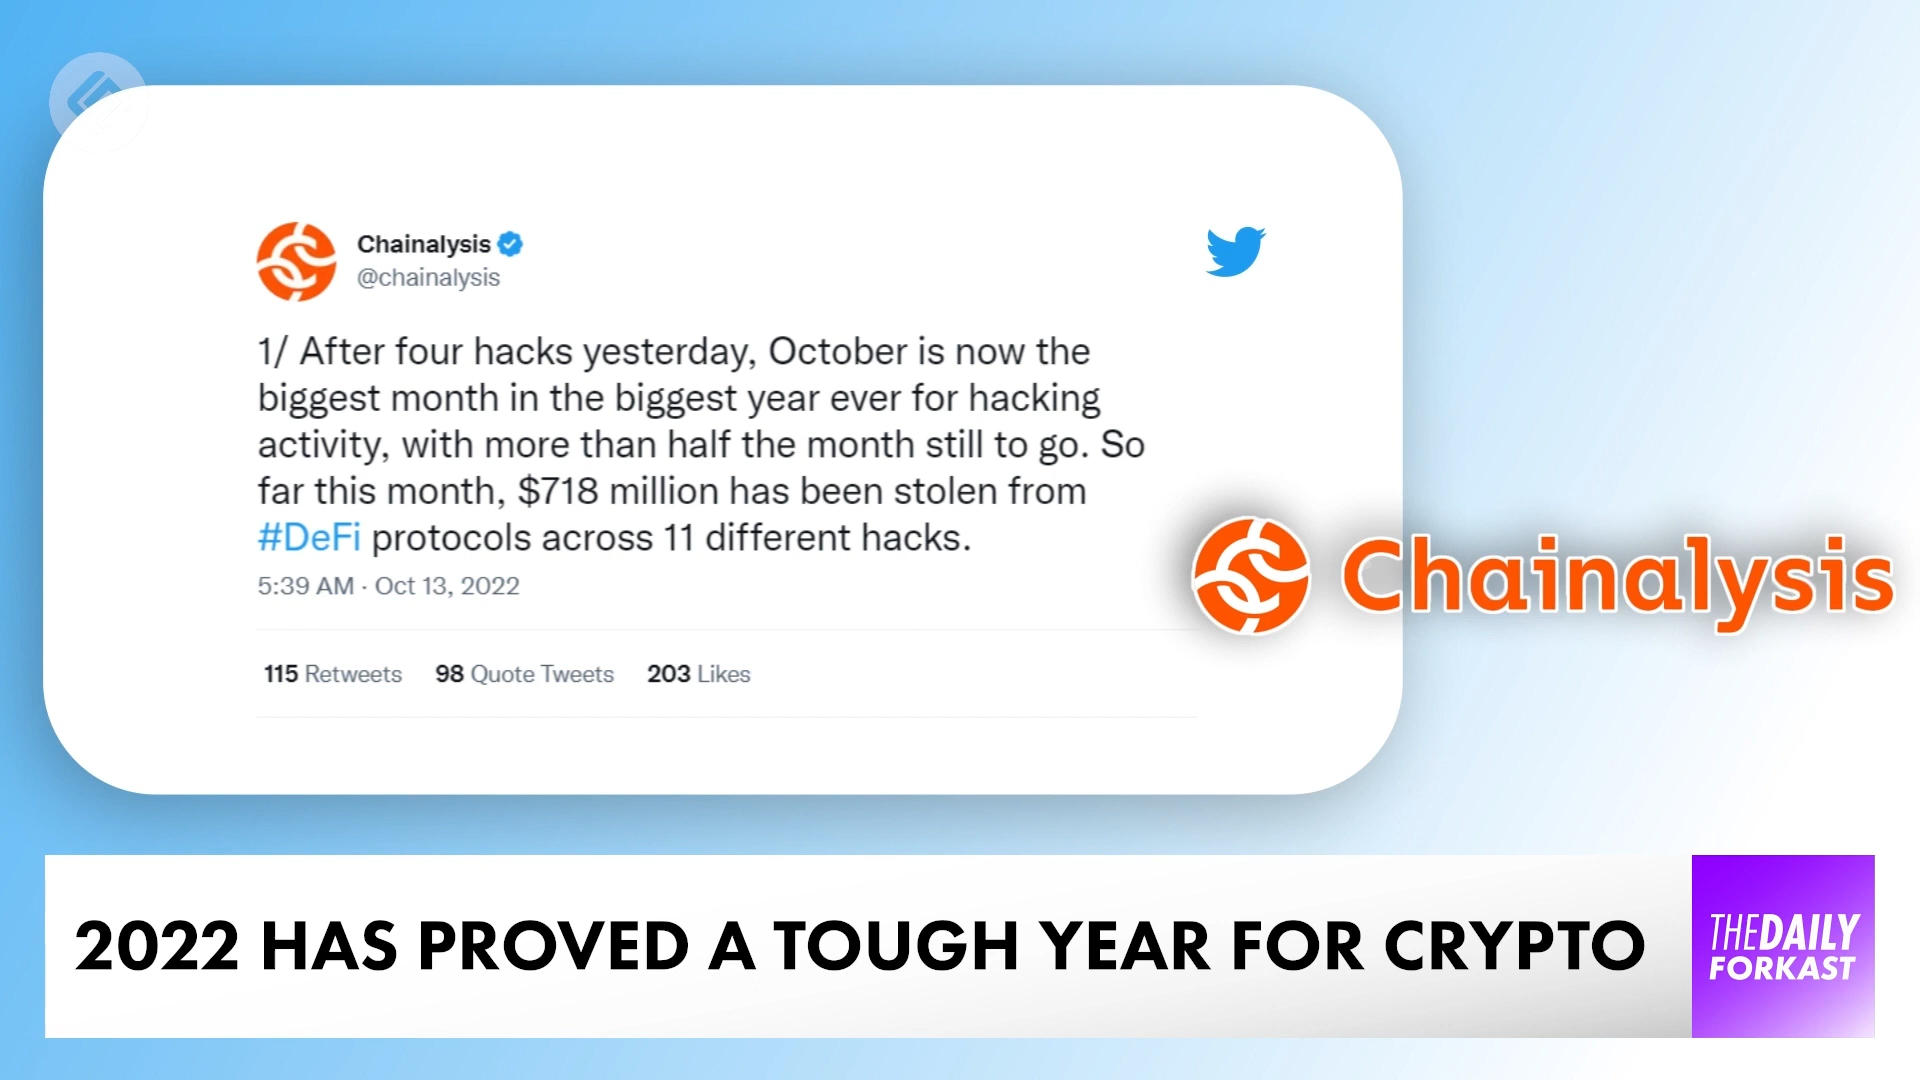 Chainalysis
@chainalysis
1/ After four hacks yesterday, October is now the
biggest month in the biggest year ever for hacking
activity, with more than half the month still to go. So
far this month, $718 million has been stolen from
#DeFi protocols across 11 different hacks.
5:39 AM · Oct 13, 2022
115 Retweets 98 Quote Tweets 203 Likes
Chainalysis
2022 HAS PROVED A TOUGH YEAR FOR CRYPTO
THEDAILY
FORKAST